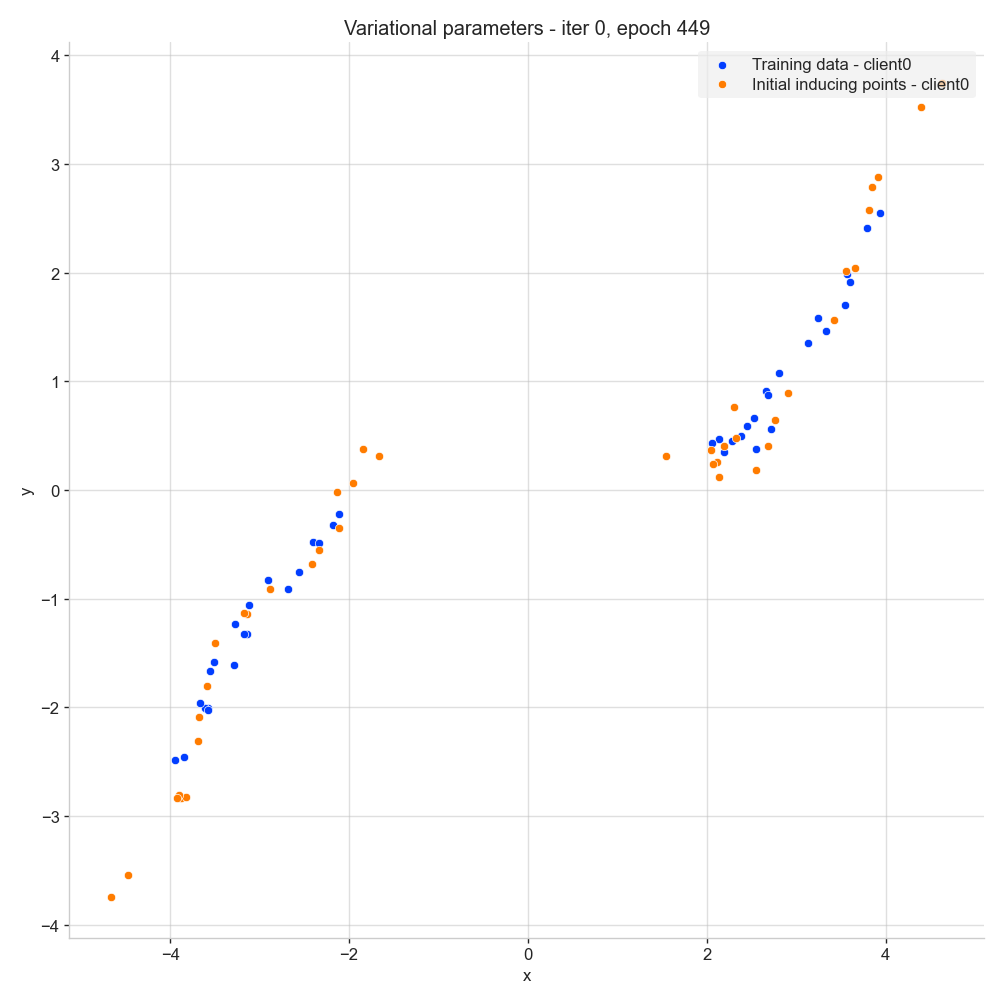 Variational parameters - iter 0, epoch 449
Training data - client0
Initial inducing points - client0
4
3
2
1
0
−1
−2
−3
−4
y
−4 −2 0 2 4
x